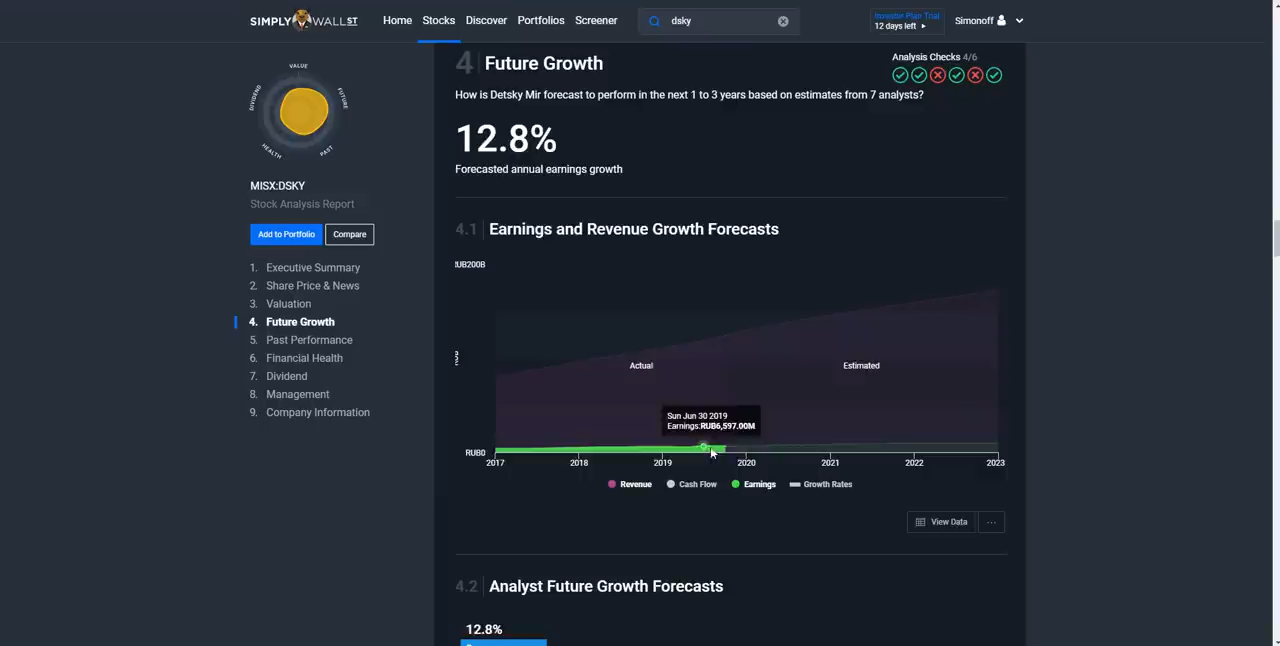 SIMPLY WALLST
Home Stocks Discover Portfolios Screener
dsky
Investor Plan Trial
12 days left ▸
Simonoff
VALUE
FUTURE
PAST
HEALTH
DIVIDEND
MISX:DSKY
Stock Analysis Report
Add to Portfolio
Compare
1. Executive Summary
2. Share Price & News
3. Valuation
4. Future Growth
5. Past Performance
6. Financial Health
7. Dividend
8. Management
9. Company Information
4 Future Growth
Analysis Checks 4/6
How is Detsky Mir forecast to perform in the next 1 to 3 years based on estimates from 7 analysts?
12.8%
Forecasted annual earnings growth
4.1 Earnings and Revenue Growth Forecasts
RUB200B
Actual
Estimated
Sun Jun 30 2019
Earnings:RUB6,597.00M
RUB0
2017 2018 2019 2020 2021 2022 2023
Revenue Cash Flow Earnings Growth Rates
View Data
...
4.2 Analyst Future Growth Forecasts
12.8%